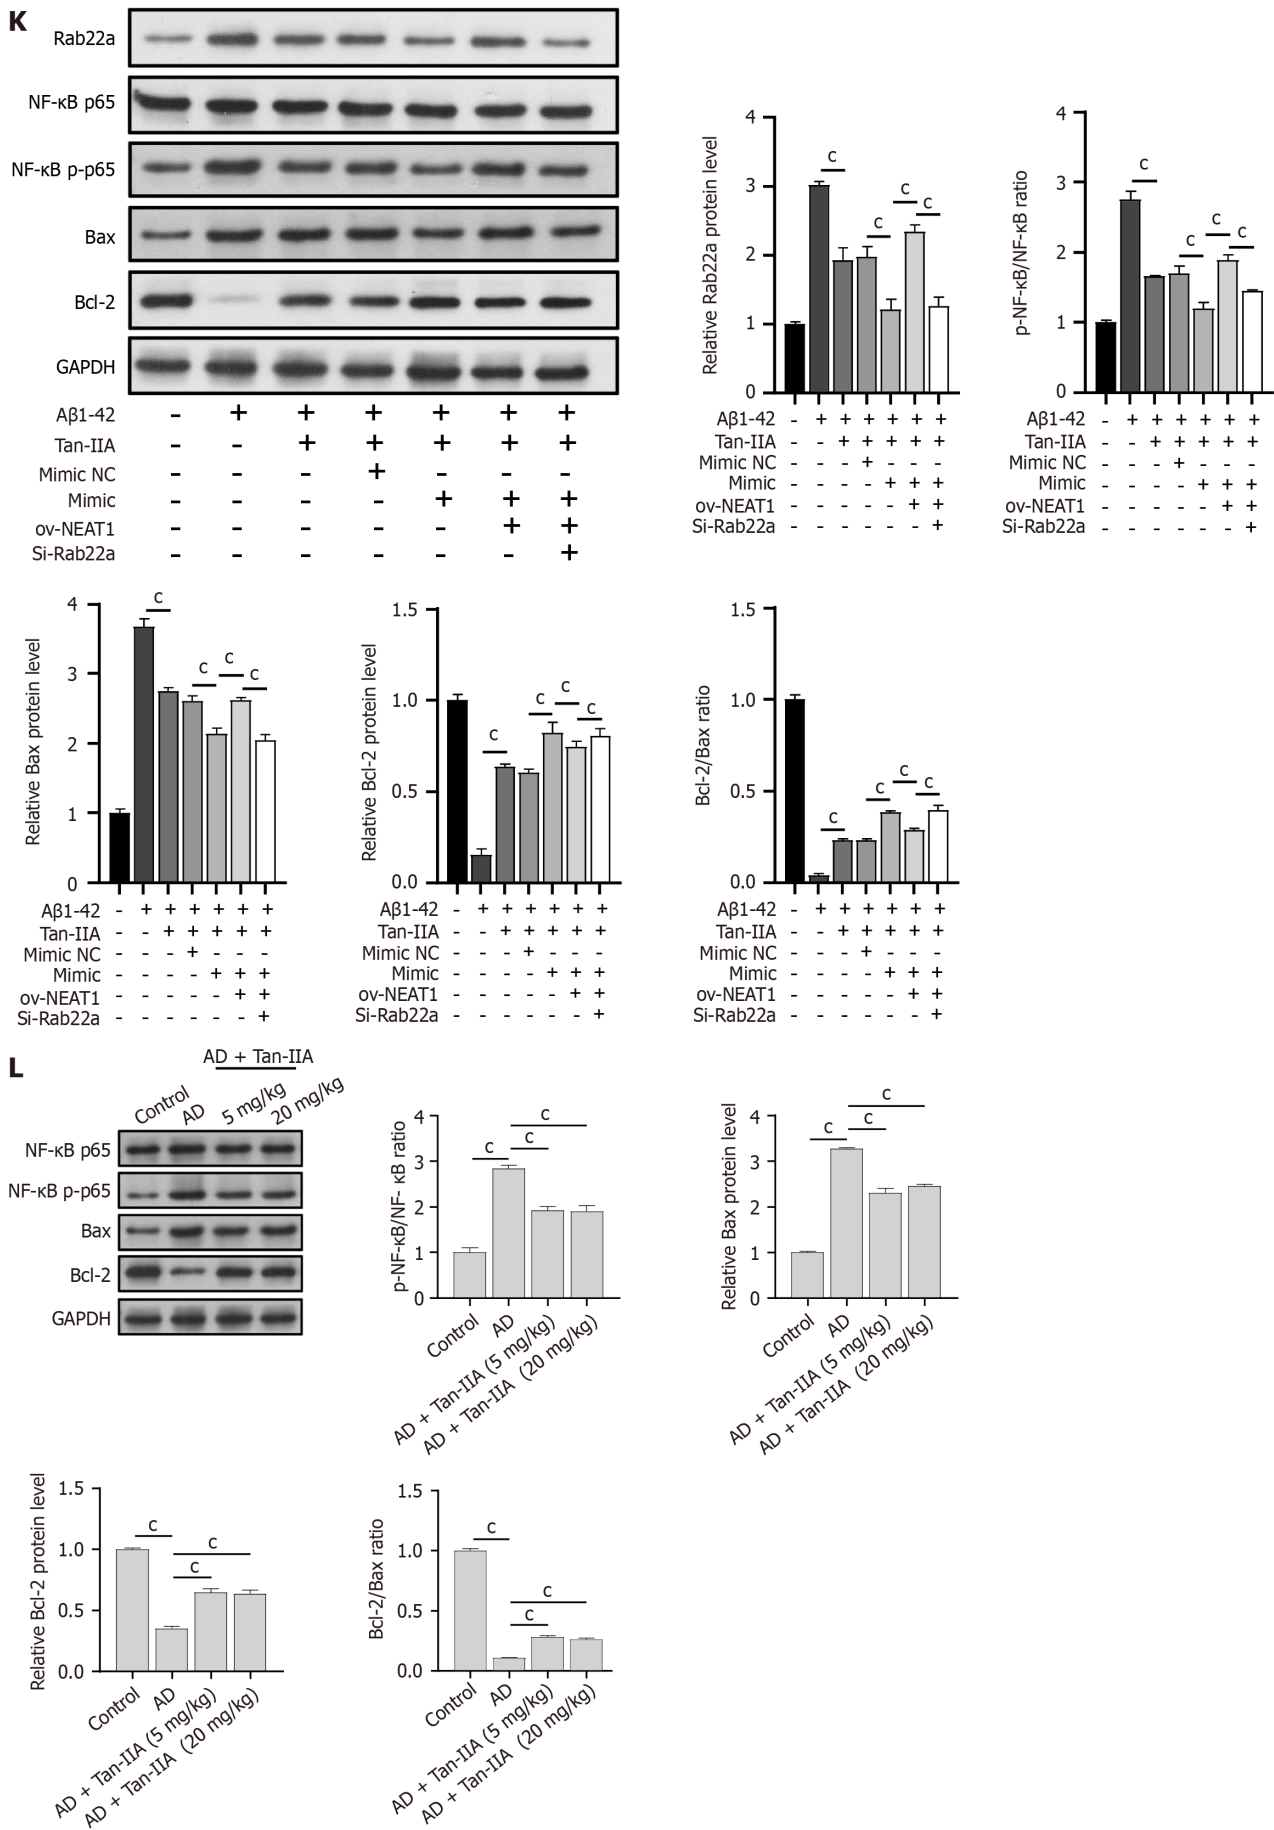 K
Rab22a
NF-κB p65
NF-κB p-p65
Bax
Bcl-2
GAPDH
Aβ1-42 - + + + + + +
Tan-IIA - - + + + + +
Mimic NC - - - + - - -
Mimic - - - - + + +
ov-NEAT1 - - - - - + +
Si-Rab22a - - - - - - +
Relative Rab22a protein level
4
3
2
1
0
c
c
c
c
Aβ1-42 - + + + + + +
Tan-IIA - - + + + + +
Mimic NC - - - + - - -
Mimic - - - - + + +
ov-NEAT1 - - - - - + +
Si-Rab22a - - - - - - +
p-NF-κB/NF-κB ratio
4
3
2
1
0
c
c
c
c
Aβ1-42 - + + + + + +
Tan-IIA - - + + + + +
Mimic NC - - - + - - -
Mimic - - - - + + +
ov-NEAT1 - - - - - + +
Si-Rab22a - - - - - - +
Relative Bax protein level
4
3
2
1
0
c
c
c
c
Aβ1-42 - + + + + + +
Tan-IIA - - + + + + +
Mimic NC - - - + - - -
Mimic - - - - + + +
ov-NEAT1 - - - - - + +
Si-Rab22a - - - - - - +
Relative Bcl-2 protein level
1.5
1.0
0.5
0.0
c
c
c
c
Aβ1-42 - + + + + + +
Tan-IIA - - + + + + +
Mimic NC - - - + - - -
Mimic - - - - + + +
ov-NEAT1 - - - - - + +
Si-Rab22a - - - - - - +
Bcl-2/Bax ratio
1.5
1.0
0.5
0.0
c
c
c
c
Aβ1-42 - + + + + + +
Tan-IIA - - + + + + +
Mimic NC - - - + - - -
Mimic - - - - + + +
ov-NEAT1 - - - - - + +
Si-Rab22a - - - - - - +
L
AD + Tan-IIA
Control
AD
5 mg/kg
20 mg/kg
NF-κB p65
NF-κB p-p65
Bax
Bcl-2
GAPDH
p-NF-κB/NF- κB ratio
4
3
2
1
0
c
c
c
Control
AD
AD + Tan-IIA (5 mg/kg)
AD + Tan-IIA (20 mg/kg)
Relative Bax protein level
4
3
2
1
0
c
c
c
Control
AD
AD + Tan-IIA (5 mg/kg)
AD + Tan-IIA (20 mg/kg)
Relative Bcl-2 protein level
1.5
1.0
0.5
0.0
c
c
c
Control
AD
AD + Tan-IIA (5 mg/kg)
AD + Tan-IIA (20 mg/kg)
Bcl-2/Bax ratio
1.5
1.0
0.5
0.0
c
c
c
Control
AD
AD + Tan-IIA (5 mg/kg)
AD + Tan-IIA (20 mg/kg)